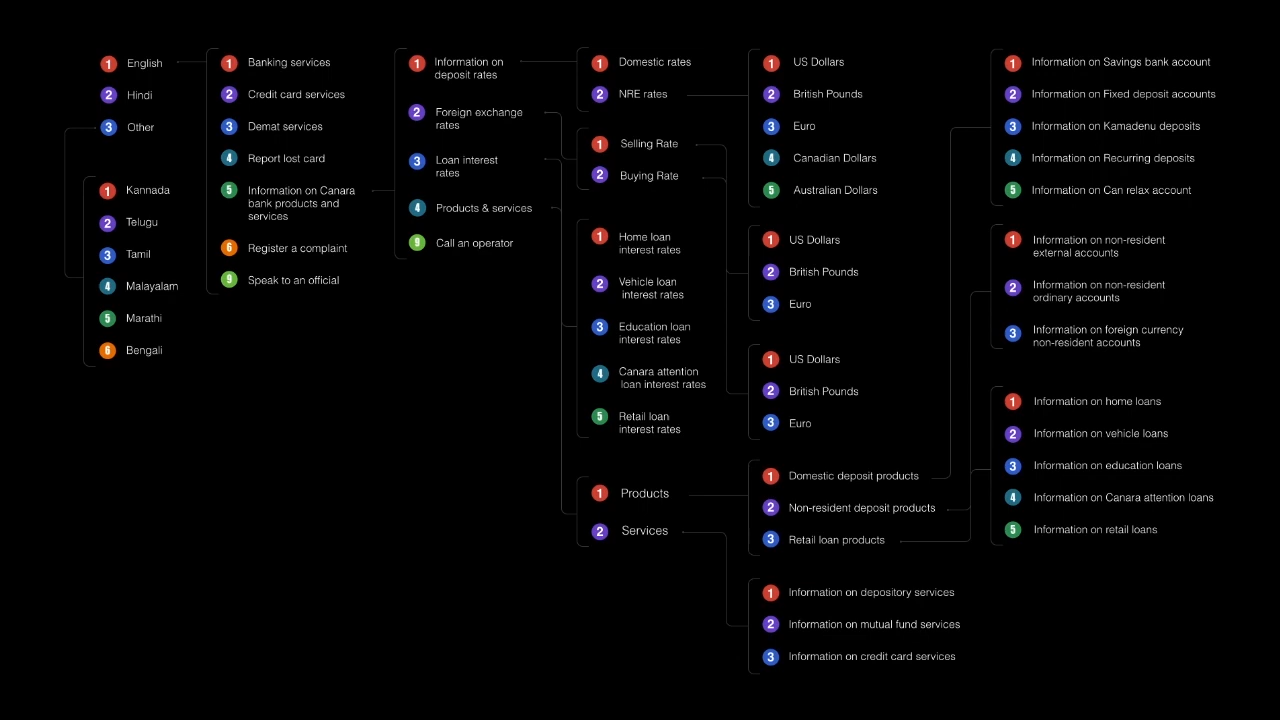 1 English
2 Hindi
3 Other
1 Kannada
2 Telugu
3 Tamil
4 Malayalam
5 Marathi
6 Bengali
1 Banking services
2 Credit card services
3 Demat services
4 Report lost card
5 Information on Canara
bank products and
services
6 Register a complaint
9 Speak to an official
1 Information on
deposit rates
2 Foreign exchange
rates
3 Loan interest
rates
4 Products & services
9 Call an operator
1 Domestic rates
2 NRE rates
1 Selling Rate
2 Buying Rate
1 Home loan
interest rates
2 Vehicle loan
interest rates
3 Education loan
interest rates
4 Canara attention
loan interest rates
5 Retail loan
interest rates
1 Products
2 Services
1 US Dollars
2 British Pounds
3 Euro
4 Canadian Dollars
5 Australian Dollars
1 US Dollars
2 British Pounds
3 Euro
1 US Dollars
2 British Pounds
3 Euro
1 Domestic deposit products
2 Non-resident deposit products
3 Retail loan products
1 Information on depository services
2 Information on mutual fund services
3 Information on credit card services
1 Information on Savings bank account
2 Information on Fixed deposit accounts
3 Information on Kamadenu deposits
4 Information on Recurring deposits
5 Information on Can relax account
1 Information on non-resident
external accounts
2 Information on non-resident
ordinary accounts
3 Information on foreign currency
non-resident accounts
1 Information on home loans
2 Information on vehicle loans
3 Information on education loans
4 Information on Canara attention loans
5 Information on retail loans